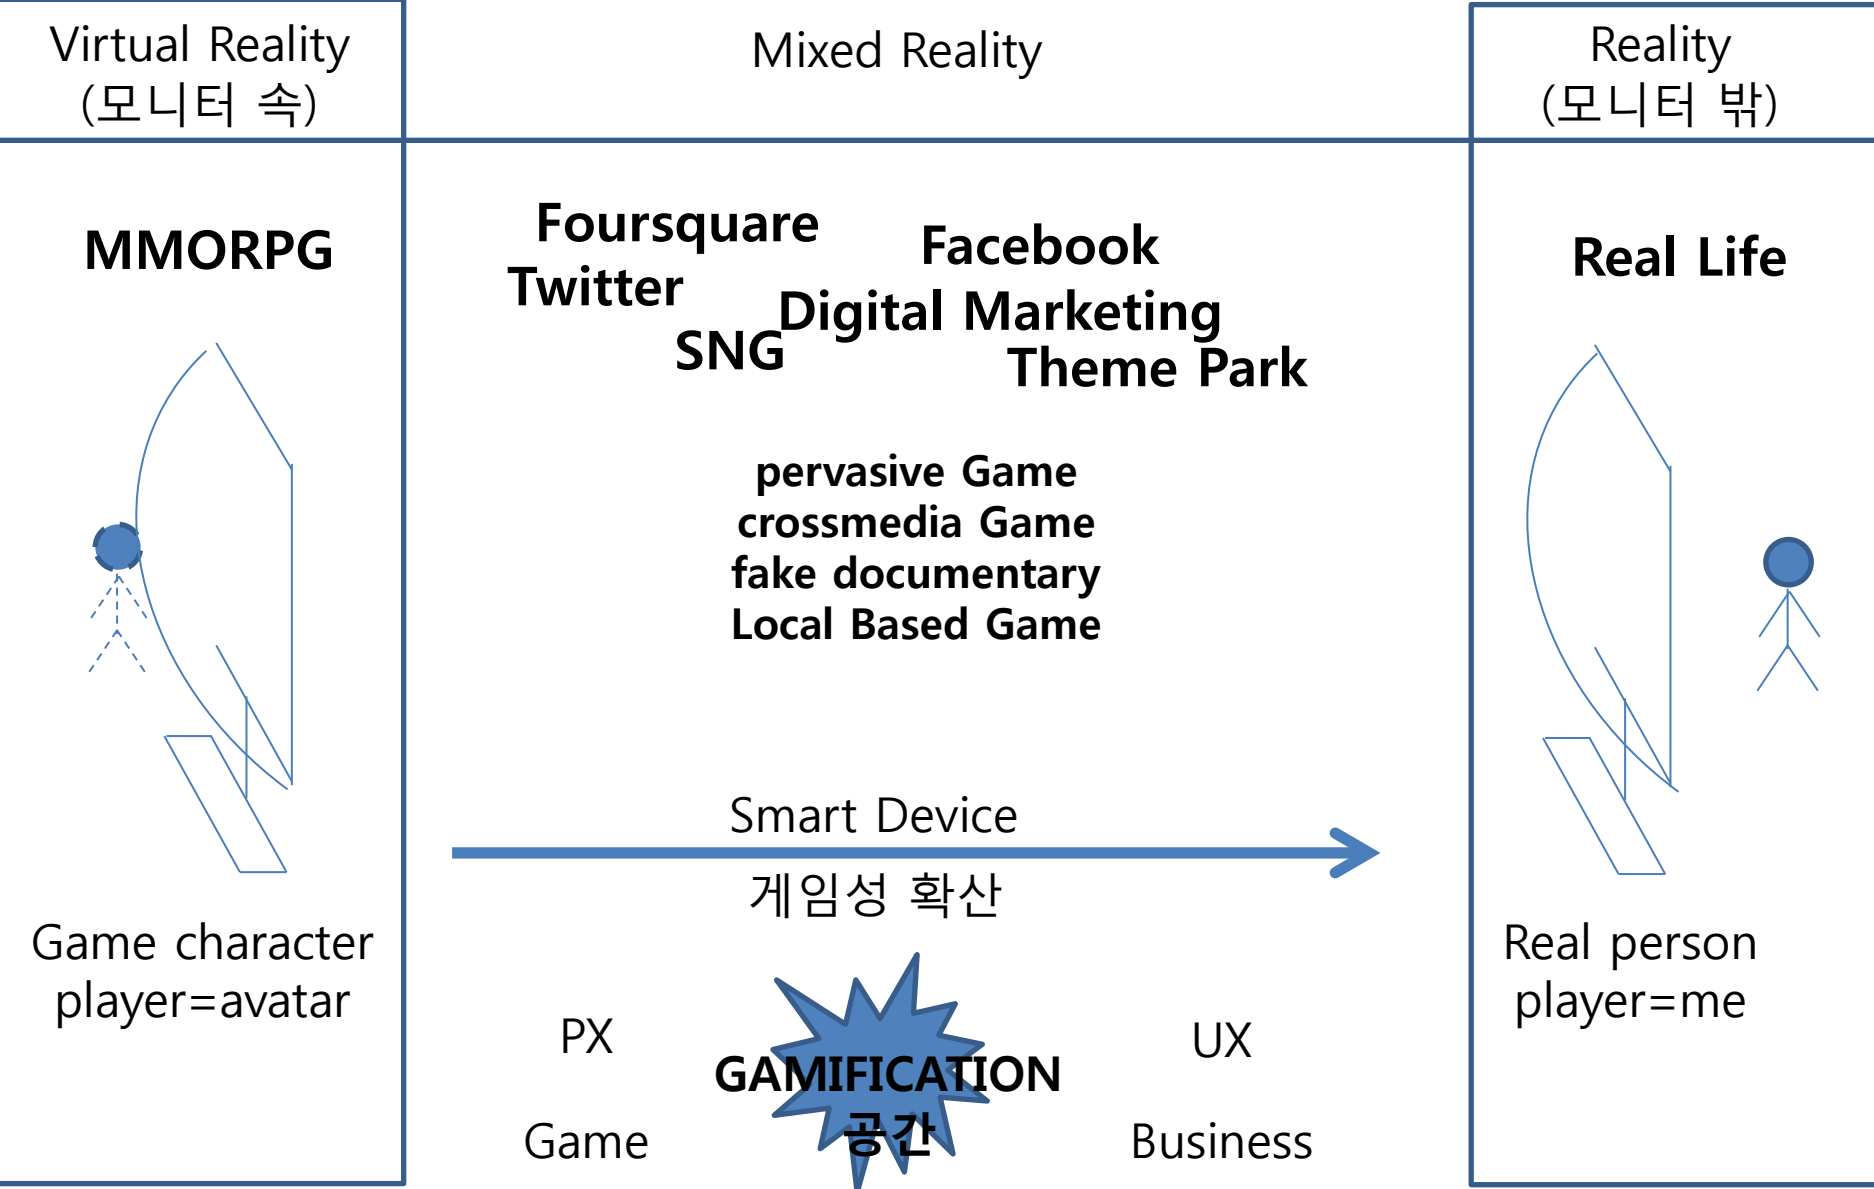 Virtual Reality
(모니터 속)
Mixed Reality
Reality
(모니터 밖)
MMORPG
Foursquare
Facebook
Twitter
Digital Marketing
SNG
Theme Park
Real Life
pervasive Game
crossmedia Game
fake documentary
Local Based Game
Smart Device
게임성 확산
Game character
player=avatar
Real person
player=me
PX
UX
GAMIFICATION
공간
Game
Business